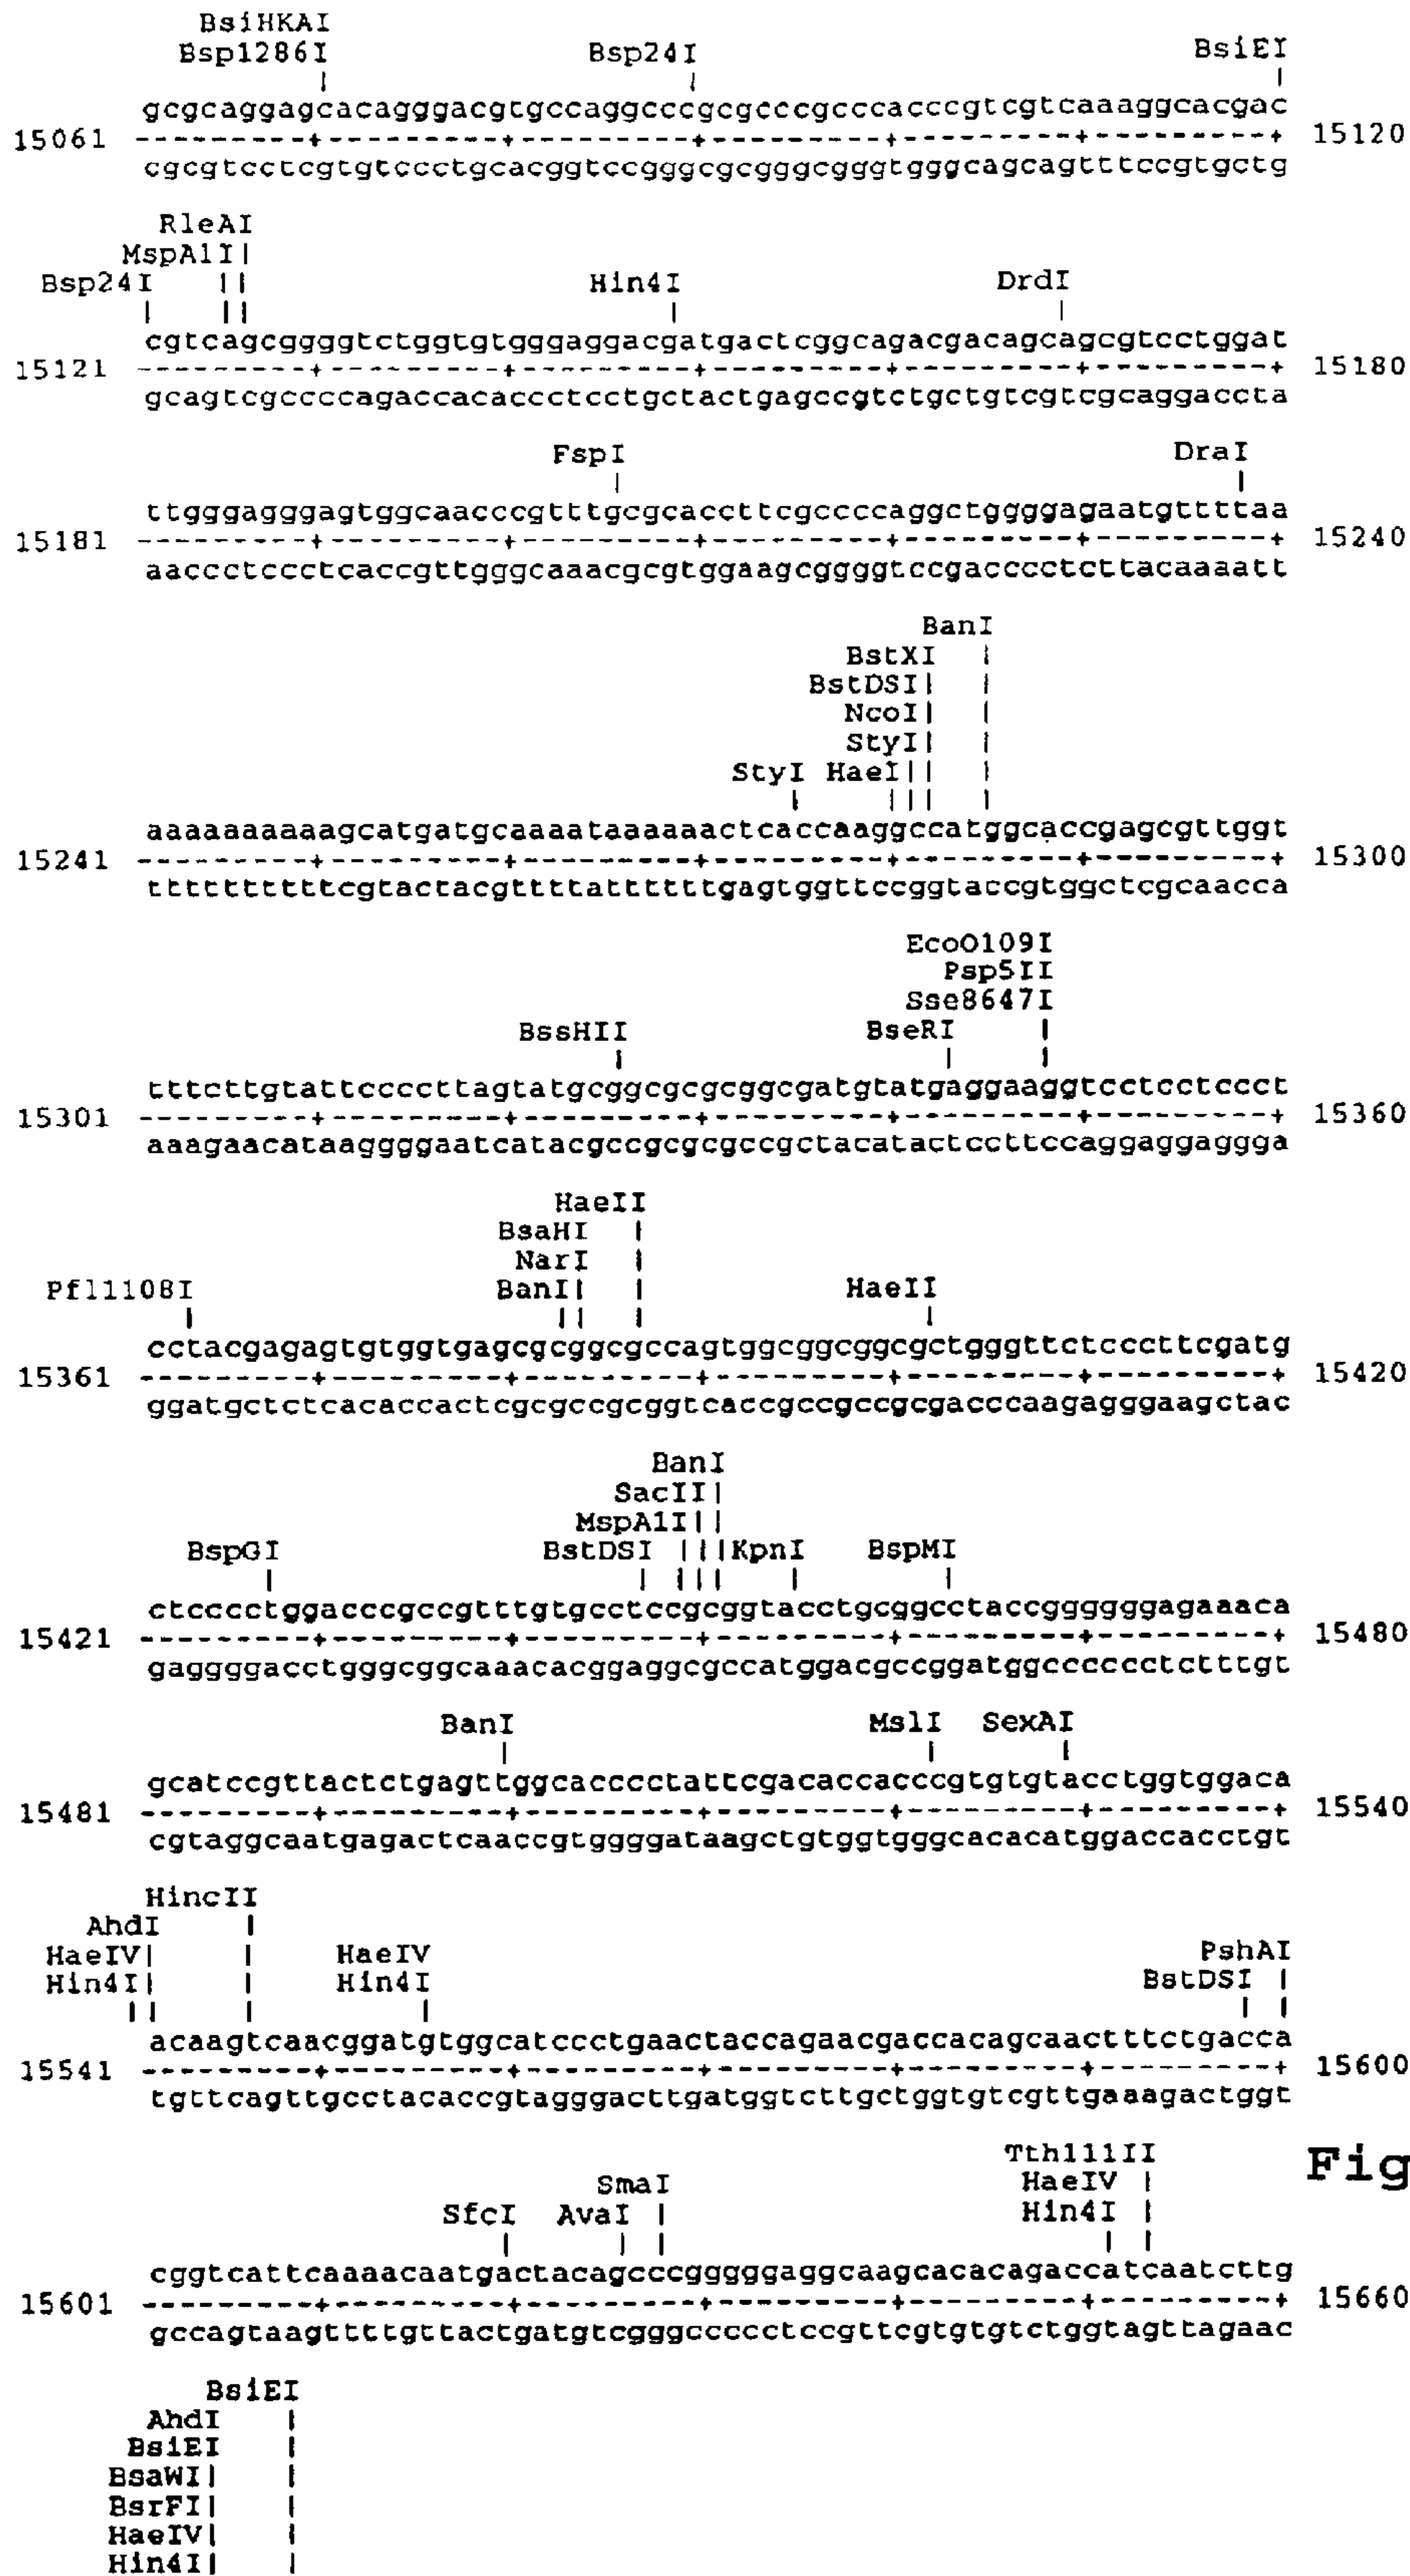 BsiHKAI
Bsp1286I Bsp24I BsiEI
gcgcaggagcacagggacgtgccaggcccgcgcccgcccacccgtcgtcaaaggcacgac
15061 ---------+---------+---------+---------+---------+---------+ 15120
cgcgtcctcgtgtccctgcacggtccgggcgcgggcgggtgggcagcagtttccgtgctg
RleAI
MspA1I|
Bsp24I || Hin4I DrdI
cgtcagcggggtctggtgtgggaggacgatgactcggcagacgacagcagcgtcctggat
15121 ---------+---------+---------+---------+---------+---------+ 15180
gcagtcgccccagaccacaccctcctgctactgagccgtctgctgtcgtcgcaggaccta
FspI DraI
ttgggagggagtggcaacccgtttgcgcaccttcgccccaggctggggagaatgttttaa
15181 ---------+---------+---------+---------+---------+---------+ 15240
aaccctccctcaccgttgggcaaacgcgtggaagcggggtccgacccctcttacaaaatt
BanI
BstXI |
BstDSI| |
NcoI| |
StyI| |
StyI HaeI|| |
aaaaaaaaaagcatgatgcaaaataaaaaactcaccaaggccatggcaccgagcgttggt
15241 ---------+---------+---------+---------+---------+---------+ 15300
ttttttttttcgtactacgttttattttttgagtggttccggtaccgtggctcgcaacca
EcoO109I
Psp5II
Sse8647I
BssHII BseRI |
tttcttgtattccccttagtatgcggcgcgcggcgatgtatgaggaaggtcctcctccct
15301 ---------+---------+---------+---------+---------+---------+ 15360
aaagaacataaggggaatcatacgccgcgcgccgctacatactccttccaggaggaggga
HaeII
BsaHI |
NarI |
Pfl1108I BanI| | HaeII
cctacgagagtgtggtgagcgcggcgccagtggcggcggcgctgggttctcccttcgatg
15361 ---------+---------+---------+---------+---------+---------+ 15420
ggatgctctcacaccactcgcgccgcggtcaccgccgccgcgacccaagagggaagctac
BanI
SacII|
MspA1I||
BspGI BstDSI |||KpnI BspMI
ctcccctggacccgccgtttgtgcctccgcggtacctgcggcctaccggggggagaaaca
15421 ---------+---------+---------+---------+---------+---------+ 15480
gaggggacctgggcggcaaacacggaggcgccatggacgccggatggcccccctctttgt
BanI MslI SexAI
gcatccgttactctgagttggcacccctattcgacaccacccgtgtgtacctggtggaca
15481 ---------+---------+---------+---------+---------+---------+ 15540
cgtaggcaatgagactcaaccgtggggataagctgtggtgggcacacatggaccacctgt
HincII
AhdI |
HaeIV| | HaeIV PshAI
Hin4I| | Hin4I BstDSI |
acaagtcaacggatgtggcatccctgaactaccagaacgaccacagcaactttctgacca
15541 ---------+---------+---------+---------+---------+---------+ 15600
tgttcagttgcctacaccgtagggacttgatggtcttgctggtgtcgttgaaagactggt
Tth111II
SmaI HaeIV | Fig
SfcI AvaI | Hin4I |
cggtcattcaaaacaatgactacagcccgggggaggcaagcacacagaccatcaatcttg
15601 ---------+---------+---------+---------+---------+---------+ 15660
gccagtaagttttgttactgatgtcgggccccctccgttcgtgtgtctggtagttagaac
BsiEI
AhdI |
BsiEI |
BsaWI| |
BsrFI| |
HaeIV| |
Hin4I| |